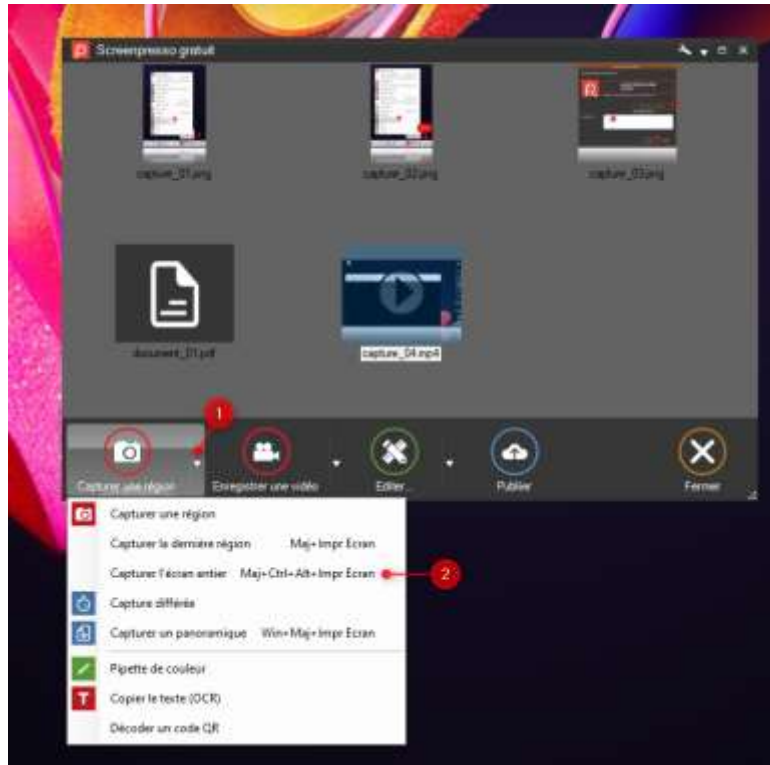 Screenpresso gratuit
capture_01.png
capture_02.png
capture_03.png
document_01.pdf
capture_04.mp4
1
Capturer une région
Enregistrer une vidéo
Editer...
Publier
Fermer
Capturer une région
Capturer la dernière région Maj+Impr Ecran
Capturer l'écran entier Maj+Ctrl+Alt+Impr Ecran
2
Capture différée
Capturer un panoramique Win+Maj+Impr Ecran
Pipette de couleur
T Copier le texte (OCR)
Décoder un code QR